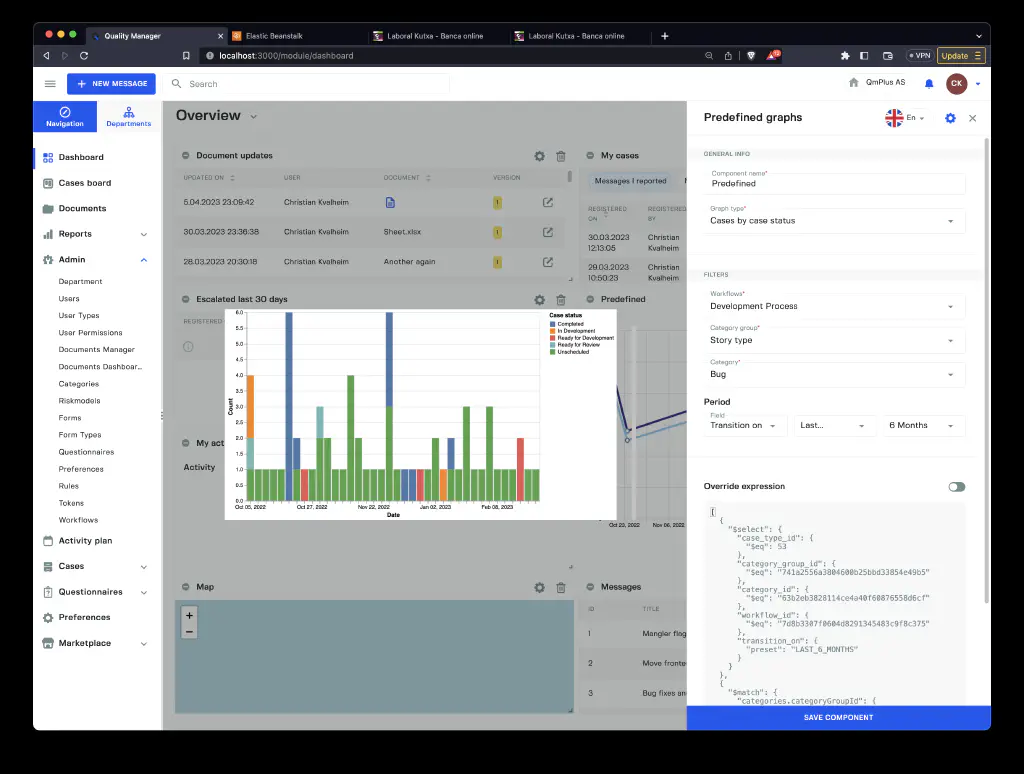 Quality Manager
Elastic Beanstalk
Laboral Kutxa - Banca online
Laboral Kutxa - Banca online
localhost:3000/module/dashboard
VPN
Update
NEW MESSAGE
Search
QmPlus AS
CK
Navigation
Departments
Dashboard
Cases board
Documents
Reports
Admin
Department
Users
User Types
User Permissions
Documents Manager
Documents Dashboar...
Categories
Riskmodels
Forms
Form Types
Questionnaires
Preferences
Rules
Tokens
Workflows
Activity plan
Cases
Questionnaires
Preferences
Marketplace
Overview
Document updates
UPDATED ON USER DOCUMENT VERSION
5.04.2023 23:09:42 Christian Kvalheim 1
30.03.2023 23:36:38 Christian Kvalheim Sheet.xlsx 1
28.03.2023 20:30:18 Christian Kvalheim Another again 1
My cases
Messages I reported
REGISTERED ON REGISTERED BY
30.03.2023 12:13:05 Christian Kvalheim
29.03.2023 10:50:23 Christian Kvalheim
Escalated last 30 days
REGISTERED
Predefined
Count
6.0
5.5
5.0
4.5
4.0
3.5
3.0
2.5
2.0
1.5
1.0
0.5
0.0
Oct 05, 2022 Oct 27, 2022 Nov 22, 2022 Jan 02, 2023 Feb 08, 2023
Date
Case status
Completed
In Development
Ready for Development
Ready for Review
Unscheduled
Oct 23, 2022 Nov 06, 2022
My act
Activity
Map
+
−
Messages
ID TITLE
1 Mangler flag
2 Move fronte
3 Bug fixes an
Predefined graphs
En
GENERAL INFO
Component name*
Predefined
Graph type*
Cases by case status
FILTERS
Workflows*
Development Process
Category group*
Story type
Category*
Bug
Period
Field
Transition on Last... 6 Months
Override expression
[
{
"$select": {
"case_type_id": {
"$eq": 53
},
"category_group_id": {
"$eq": "741a2556a3804600b25bbd33854e49b5"
},
"category_id": {
"$eq": "63b2eb3828114ce4a40f60876558d6cf"
},
"workflow_id": {
"$eq": "7d8b3307f0604d8291345483c9f8c375"
},
"transition_on": {
"preset": "LAST_6_MONTHS"
}
}
},
{
"$match": {
"categories.categoryGroupId": {
SAVE COMPONENT